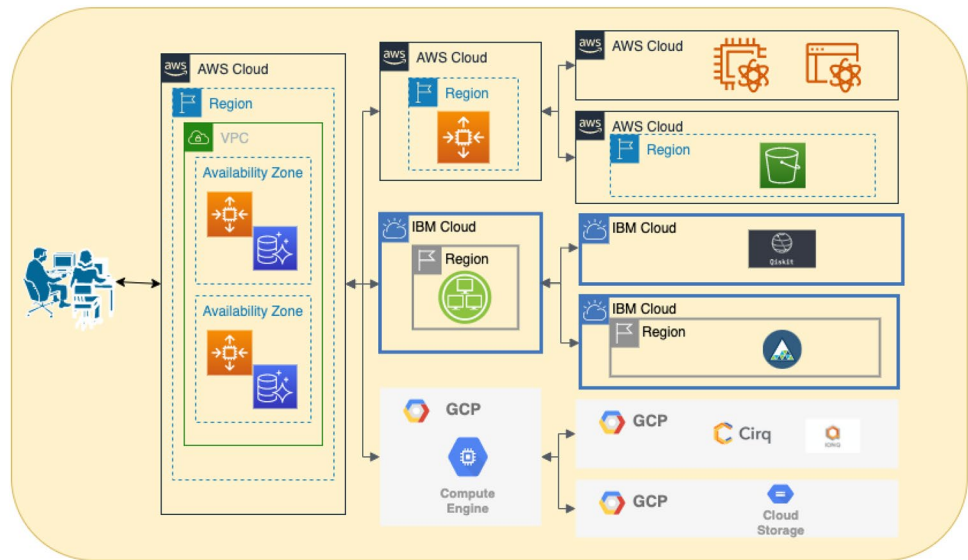 aws AWS Cloud
Region
VPC
Availability Zone
Availability Zone
aws AWS Cloud
Region
aws AWS Cloud
aws AWS Cloud
Region
IBM Cloud
Region
IBM Cloud
Qiskit
IBM Cloud
Region
GCP
Compute
Engine
GCP
Cirq
IONQ
GCP
Cloud
Storage